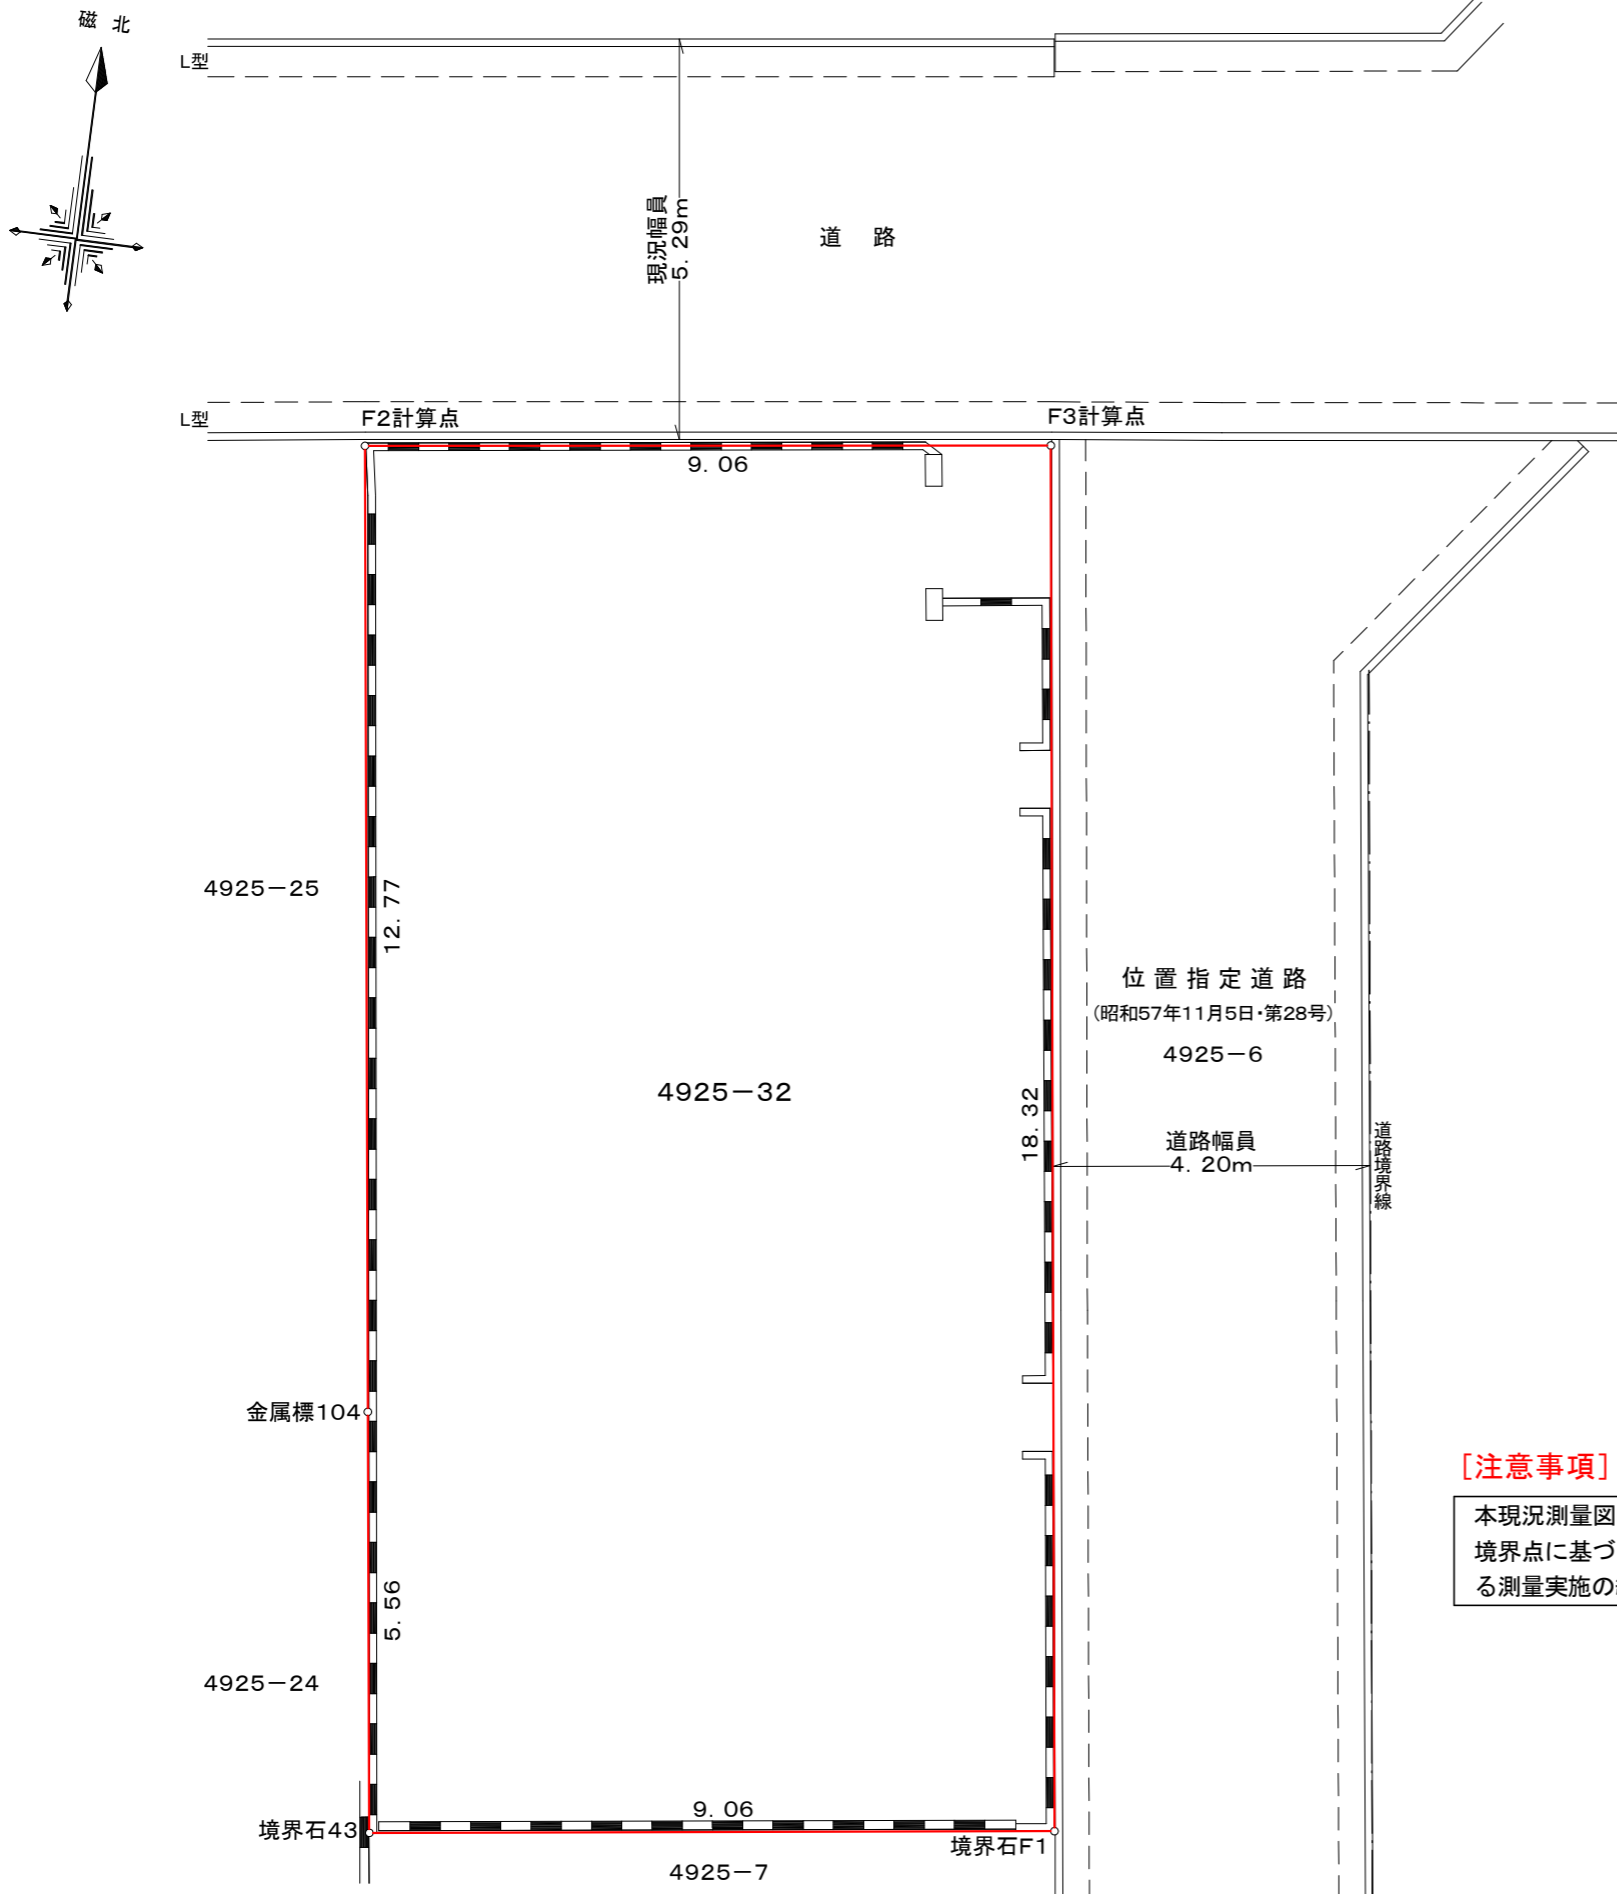 磁北
L型
現況幅員
5.29m
道路
L型
F2計算点
F3計算点
9.06
4925-25
12.77
位置指定道路
(昭和57年11月5日・第28号)
4925-6
4925-32
18.32
道路幅員
4.20m
道路境界線
金属標104
[注意事項]
本現況測量図
境界点に基づ
る測量実施の
5.56
4925-24
9.06
境界石43
境界石F1
4925-7